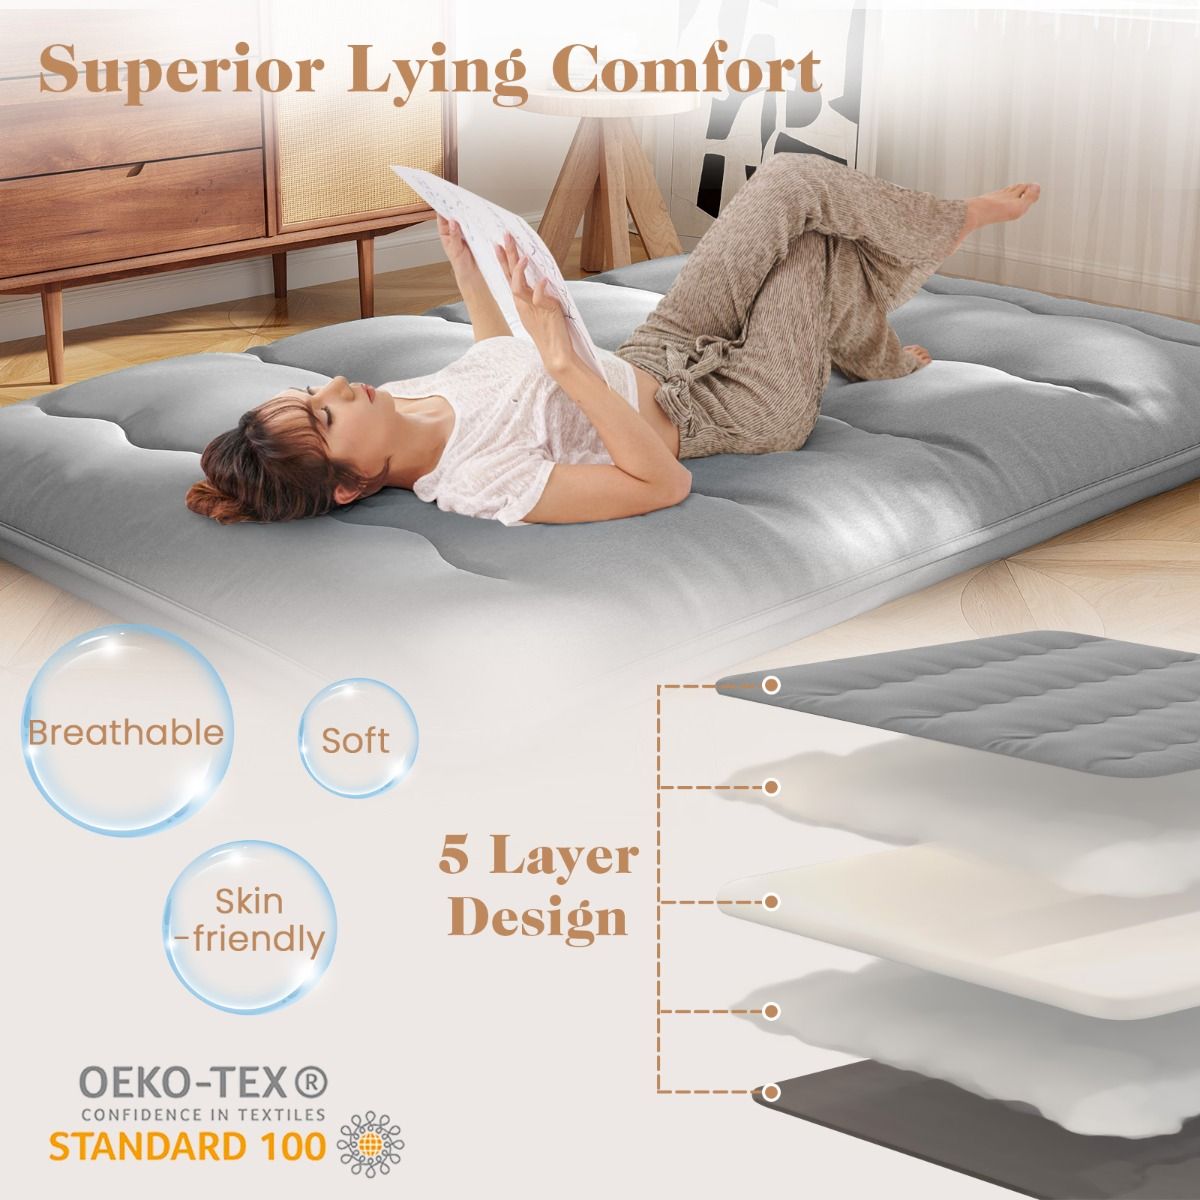 Superior Lying Comfort
Breathable
Soft
Skin
-friendly
5 Layer
Design
OEKO-TEX®
CONFIDENCE IN TEXTILES
STANDARD 100